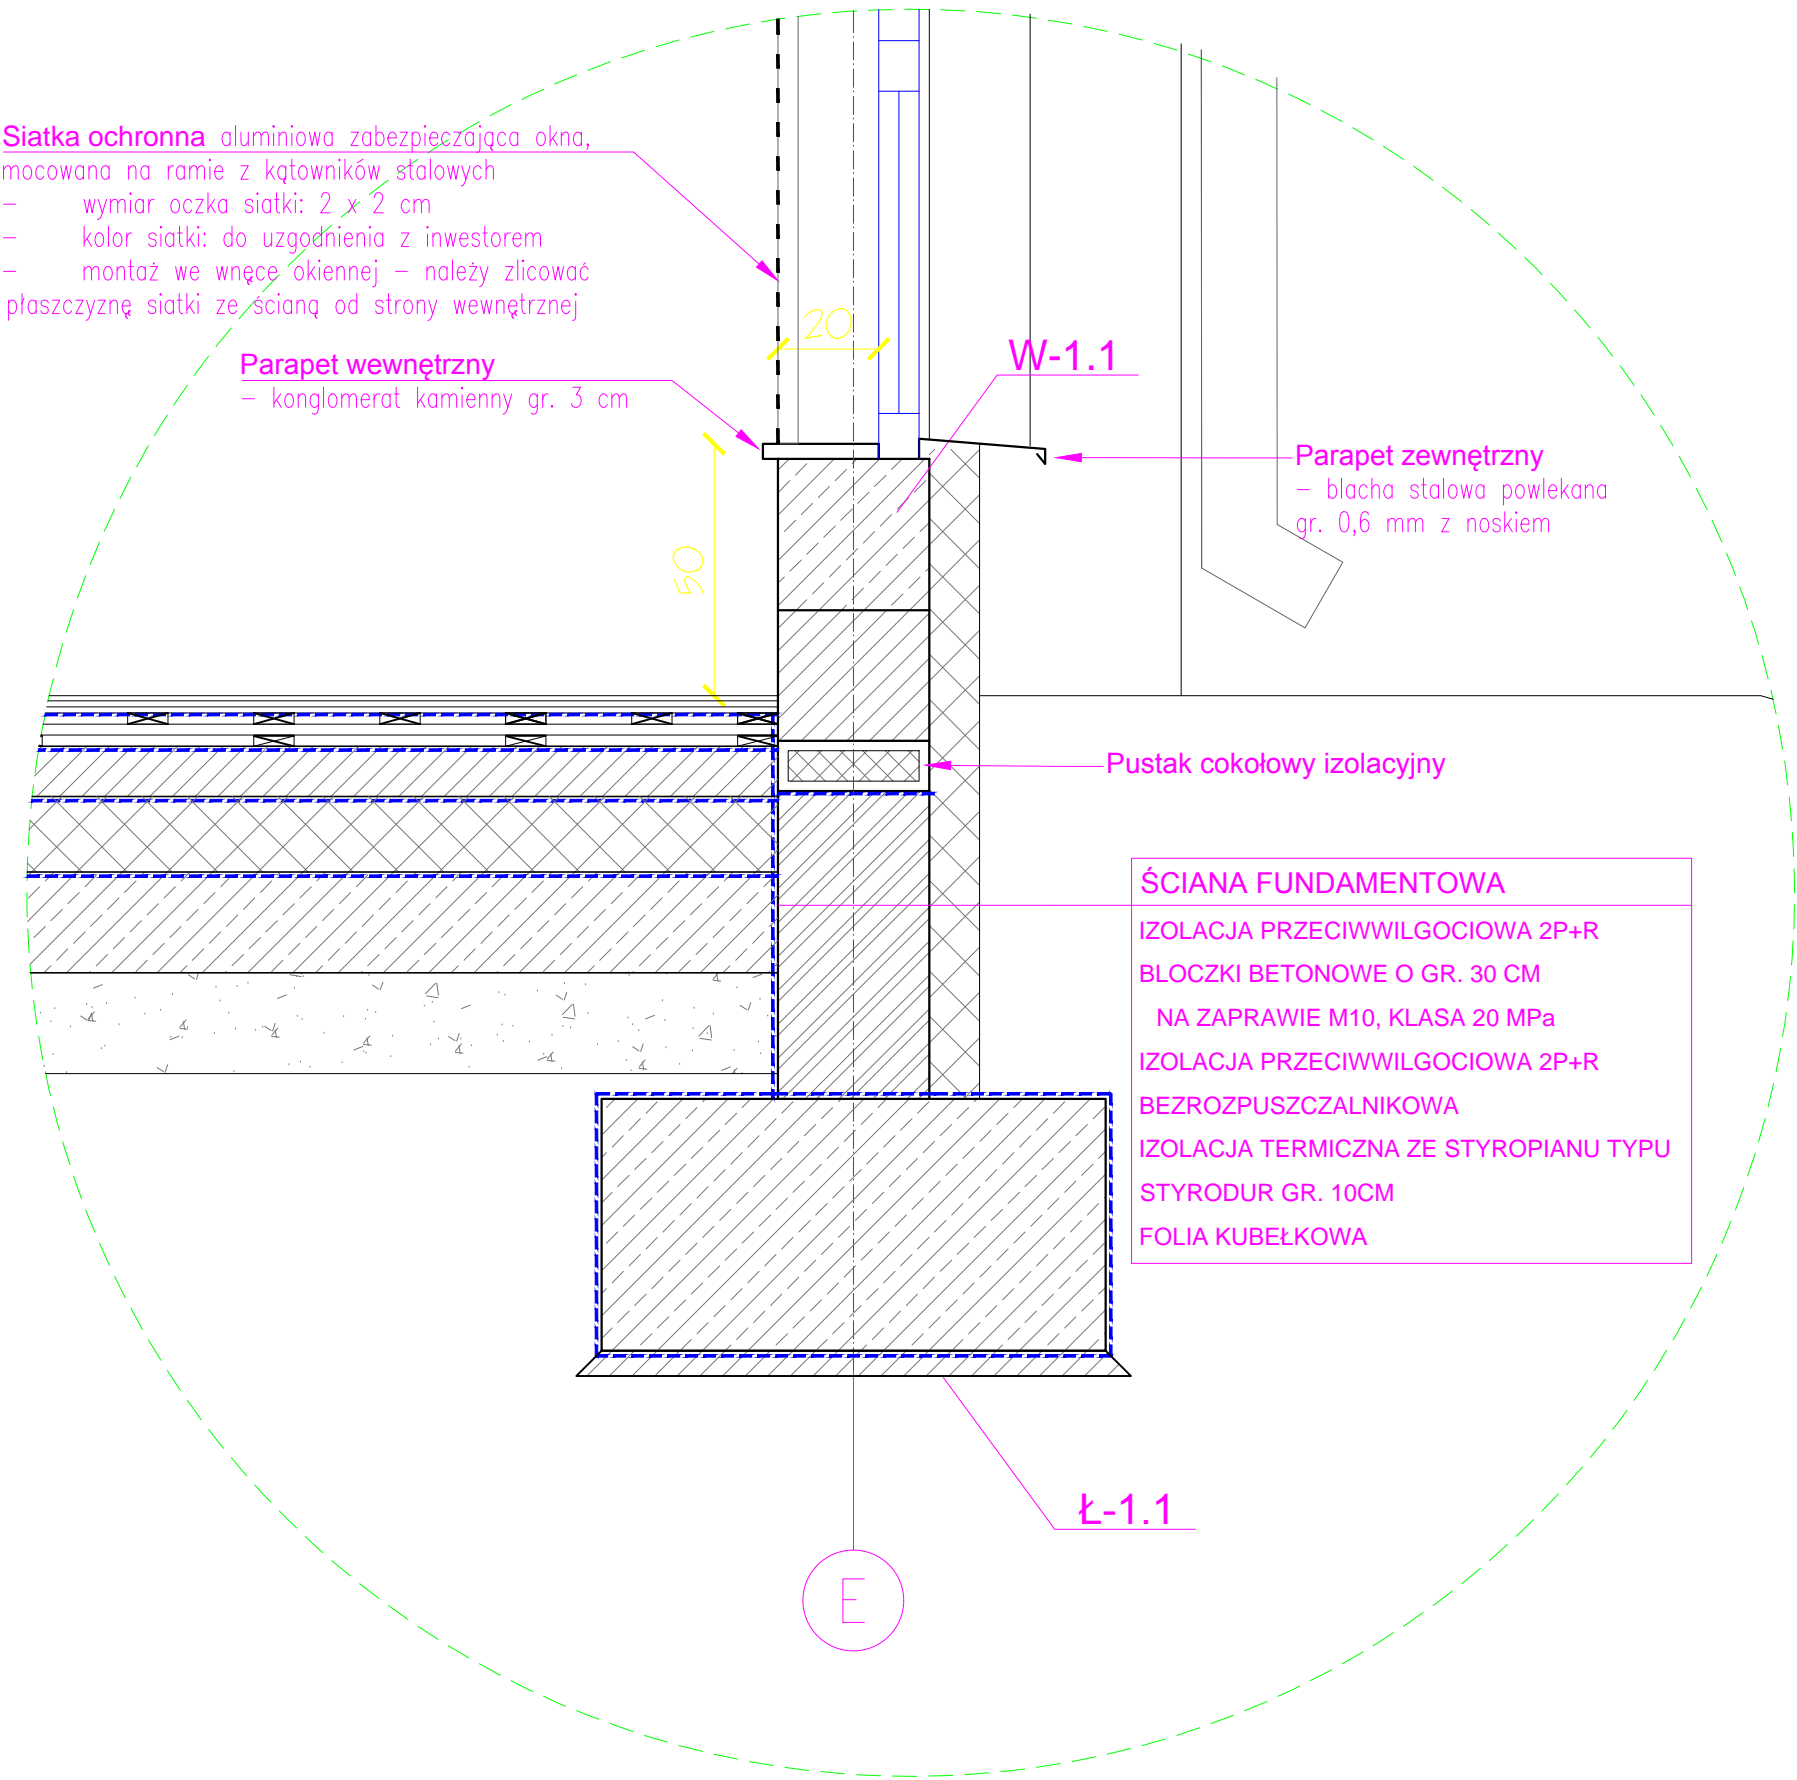 Siatka ochronna aluminiowa zabezpieczająca okna,
mocowana na ramie z kątowników stalowych
- wymiar oczka siatki: 2 x 2 cm
- kolor siatki: do uzgodnienia z inwestorem
- montaż we wnęce okiennej - należy zlicować
płaszczyznę siatki ze ścianą od strony wewnętrznej
20
W-1.1
Parapet wewnętrzny
- konglomerat kamienny gr. 3 cm
Parapet zewnętrzny
- blacha stalowa powlekana
gr. 0,6 mm z noskiem
50
Pustak cokołowy izolacyjny
ŚCIANA FUNDAMENTOWA
IZOLACJA PRZECIWWILGOCIOWA 2P+R
BLOCZKI BETONOWE O GR. 30 CM
NA ZAPRAWIE M10, KLASA 20 MPa
IZOLACJA PRZECIWWILGOCIOWA 2P+R
BEZROZPUSZCZALNIKOWA
IZOLACJA TERMICZNA ZE STYROPIANU TYPU
STYRODUR GR. 10CM
FOLIA KUBEŁKOWA
Ł-1.1
E